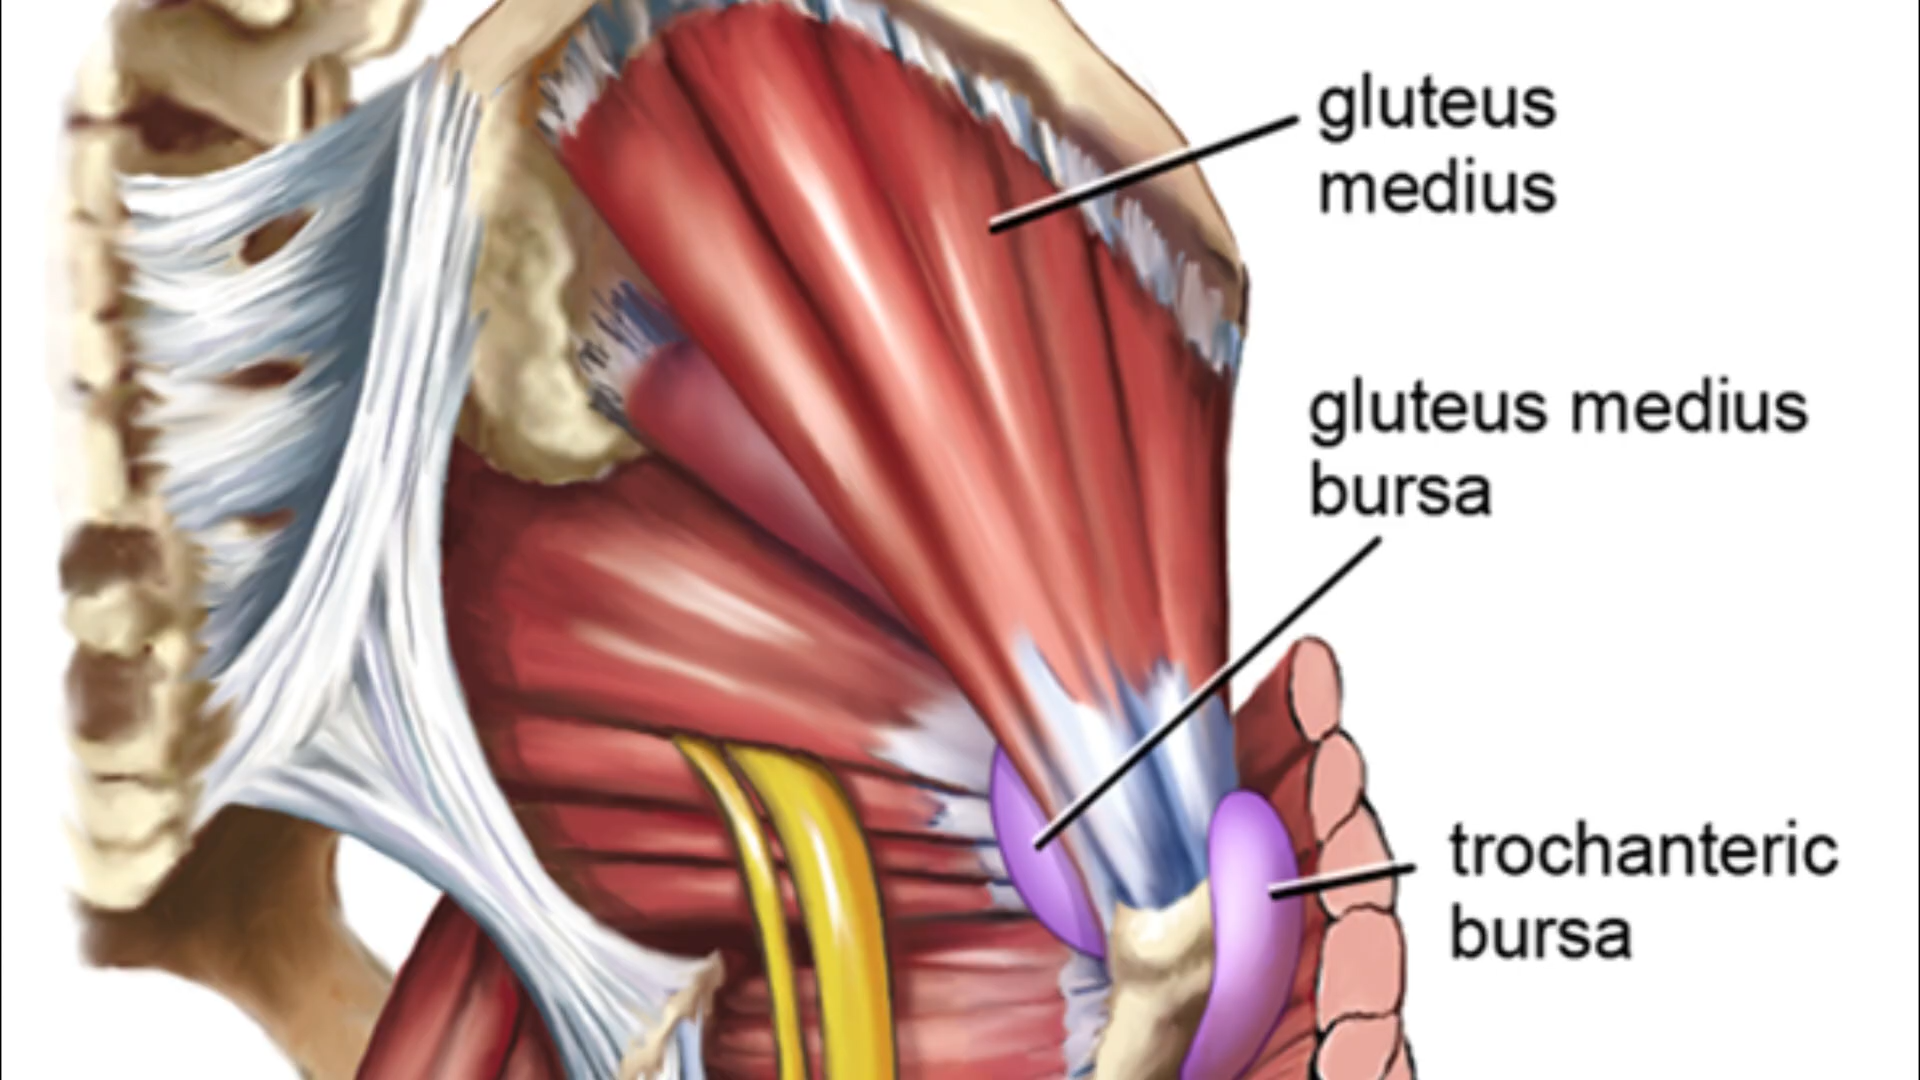 gluteus
medius
gluteus medius
bursa
trochanteric
bursa